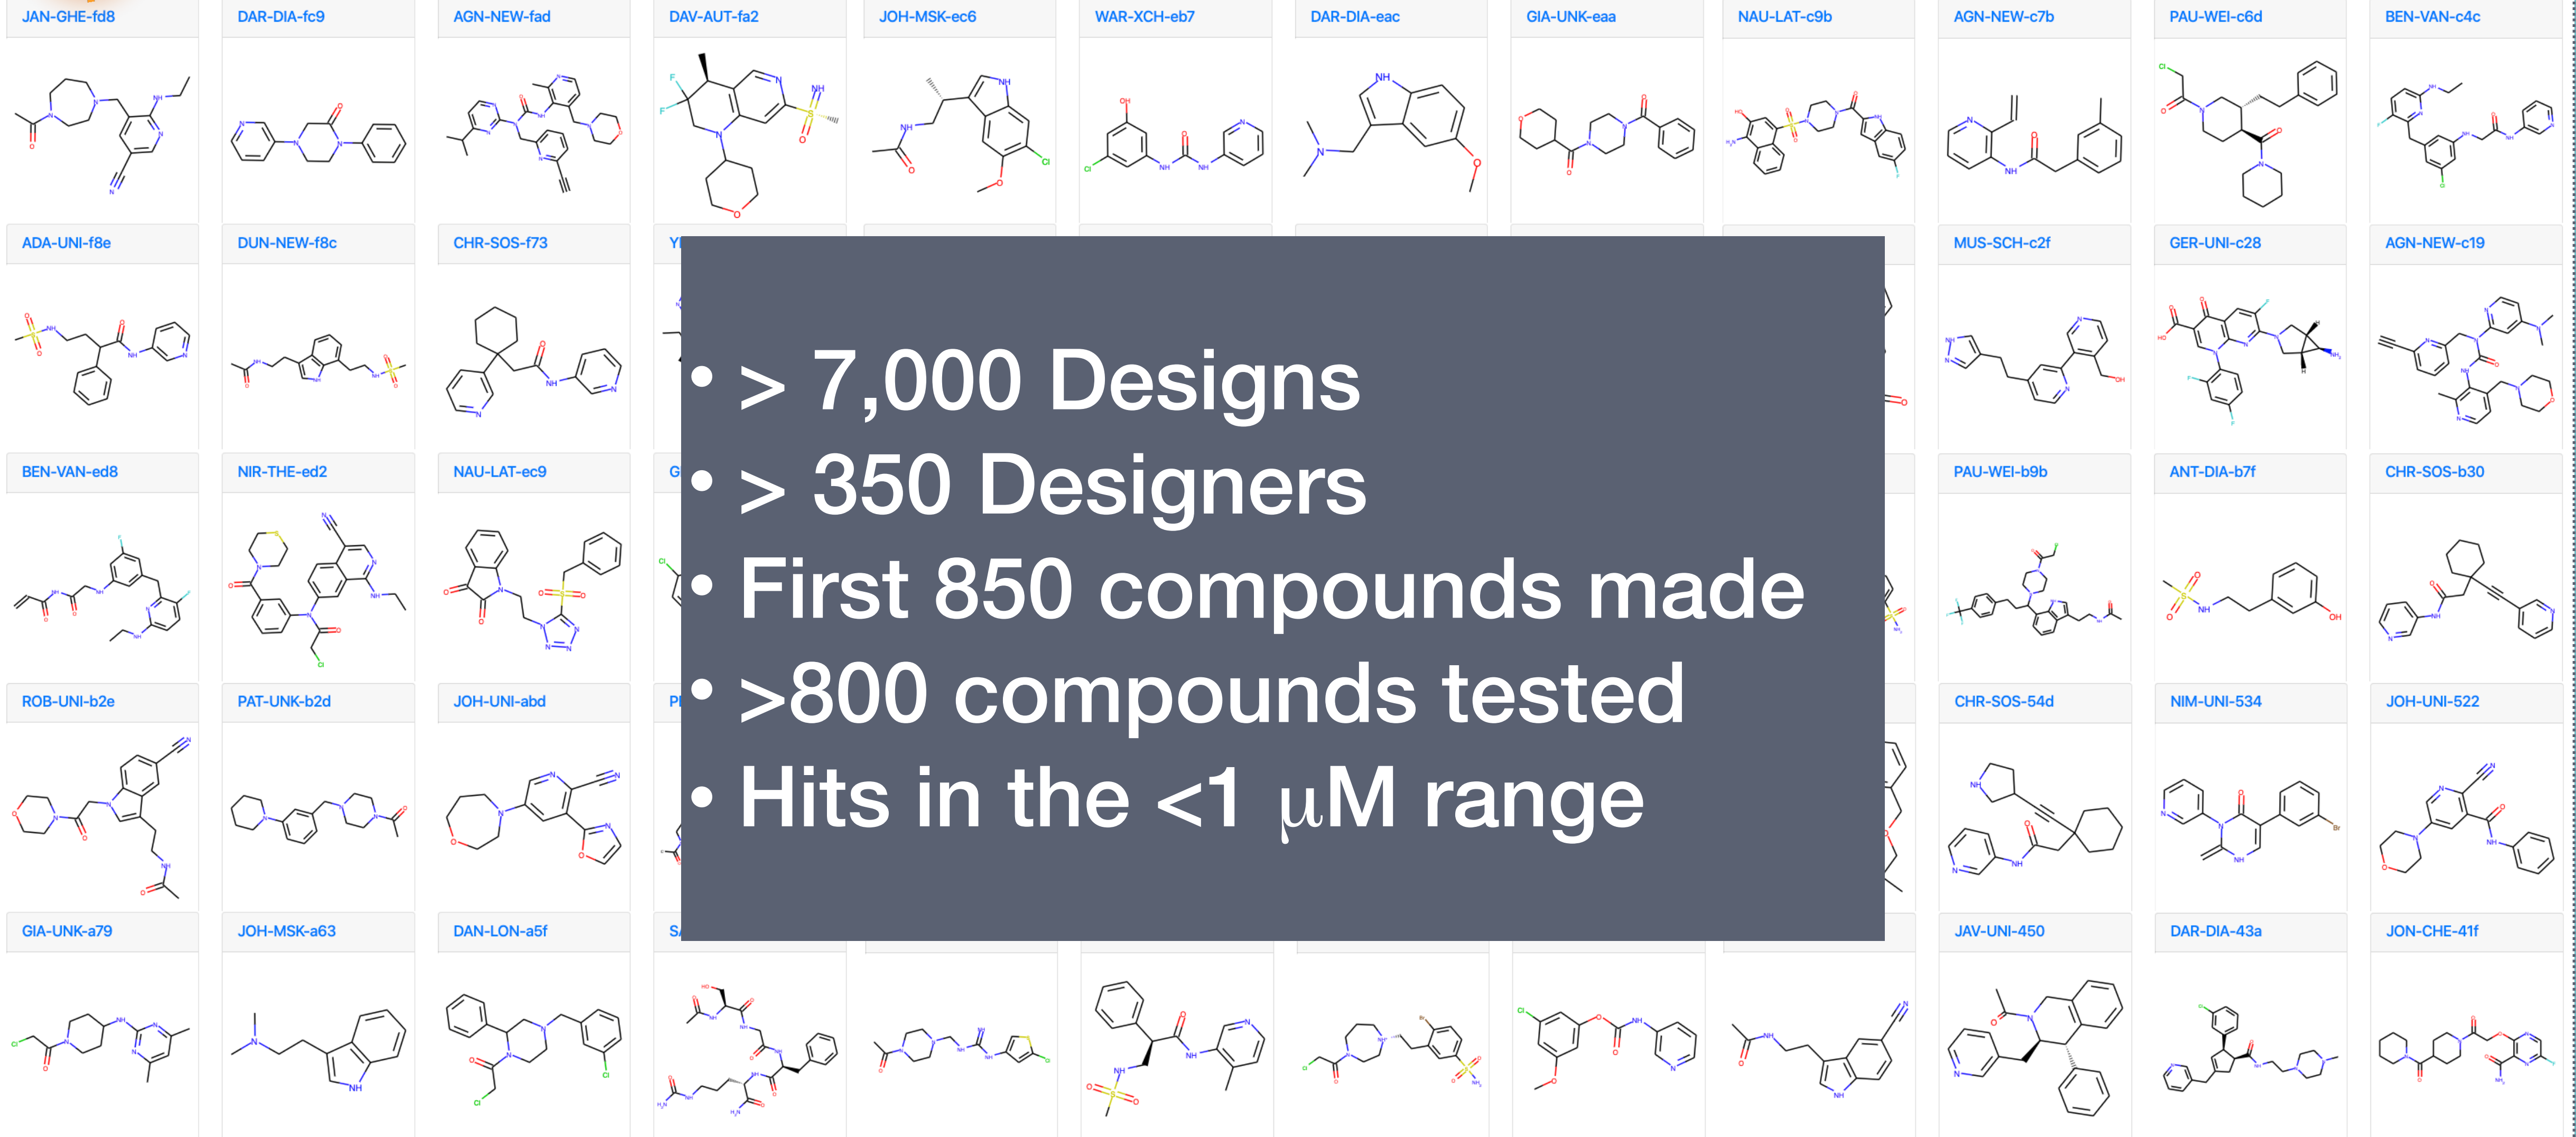 JAN-GHE-fd8
DAR-DIA-fc9
AGN-NEW-fad
DAV-AUT-fa2
JOH-MSK-ec6
WAR-XCH-eb7
DAR-DIA-eac
GIA-UNK-eaa
NAU-LAT-c9b
AGN-NEW-c7b
PAU-WEI-c6d
BEN-VAN-c4c
ADA-UNI-f8e
DUN-NEW-f8c
CHR-SOS-f73
MUS-SCH-c2f
GER-UNI-c28
AGN-NEW-c19
• > 7,000 Designs
• > 350 Designers
• First 850 compounds made
• >800 compounds tested
• Hits in the <1 μM range
BEN-VAN-ed8
NIR-THE-ed2
NAU-LAT-ec9
PAU-WEI-b9b
ANT-DIA-b7f
CHR-SOS-b30
ROB-UNI-b2e
PAT-UNK-b2d
JOH-UNI-abd
CHR-SOS-54d
NIM-UNI-534
JOH-UNI-522
GIA-UNK-a79
JOH-MSK-a63
DAN-LON-a5f
JAV-UNI-450
DAR-DIA-43a
JON-CHE-41f